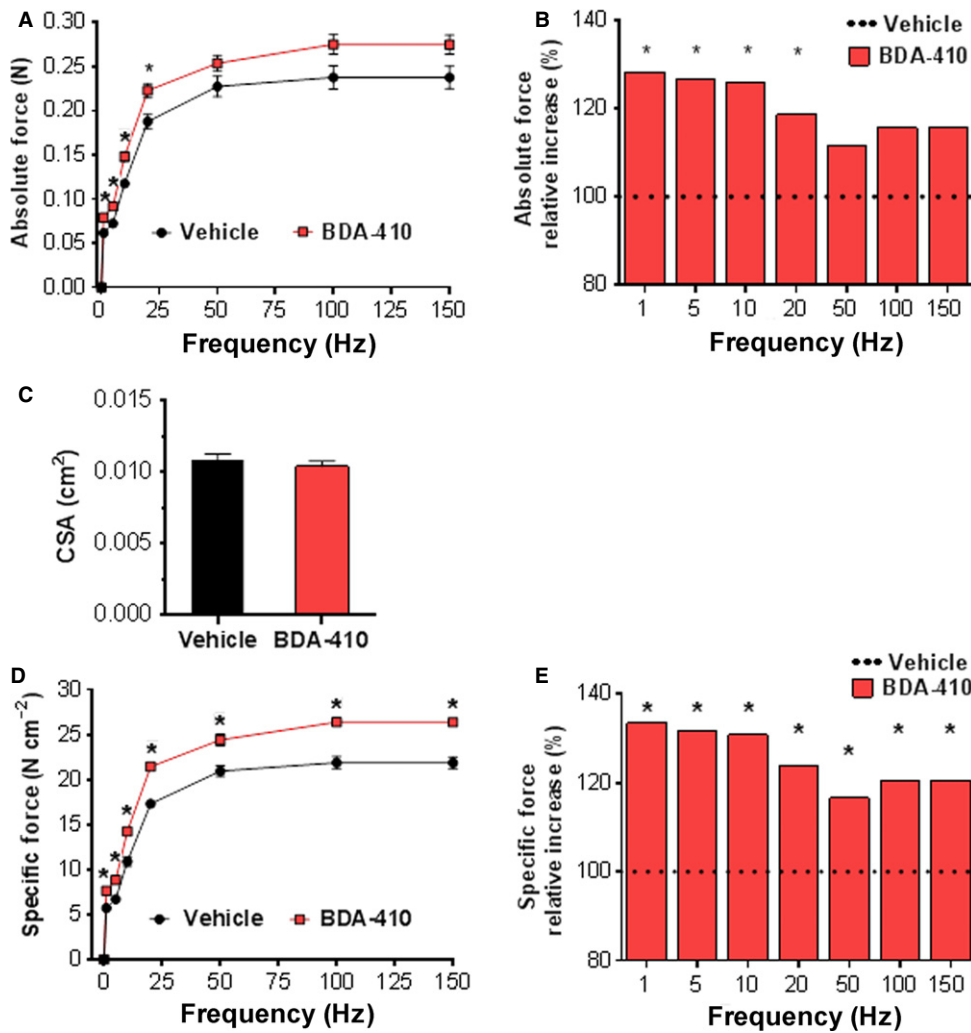 A
Absolute force (N)
0.30
0.25
0.20
0.15
0.10
0.05
0.00
*
*
*
*
Vehicle
BDA-410
0
25
50
75
100
125
150
Frequency (Hz)
B
Vehicle
BDA-410
Absolute force
relative increase (%)
140
120
100
80
* * * *
1 5 10 20 50 100 150
Frequency (Hz)
C
CSA (cm²)
0.015
0.010
0.005
0.000
Vehicle BDA-410
D
Specific force (N cm⁻²)
30
25
20
15
10
5
0
* * * * * * *
Vehicle
BDA-410
0 25 50 75 100 125 150
Frequency (Hz)
E
Vehicle
BDA-410
Specific force
relative increase (%)
140
120
100
80
* * * * * * *
1 5 10 20 50 100 150
Frequency (Hz)